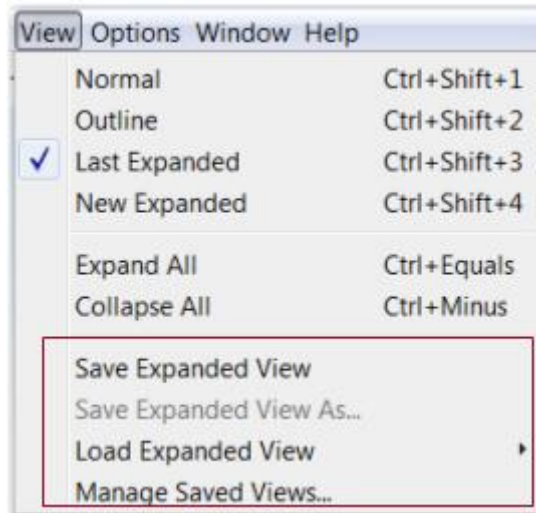 View Options Window Help
Normal Ctrl+Shift+1
Outline Ctrl+Shift+2
Last Expanded Ctrl+Shift+3
New Expanded Ctrl+Shift+4
Expand All Ctrl+Equals
Collapse All Ctrl+Minus
Save Expanded View
Save Expanded View As...
Load Expanded View
Manage Saved Views...